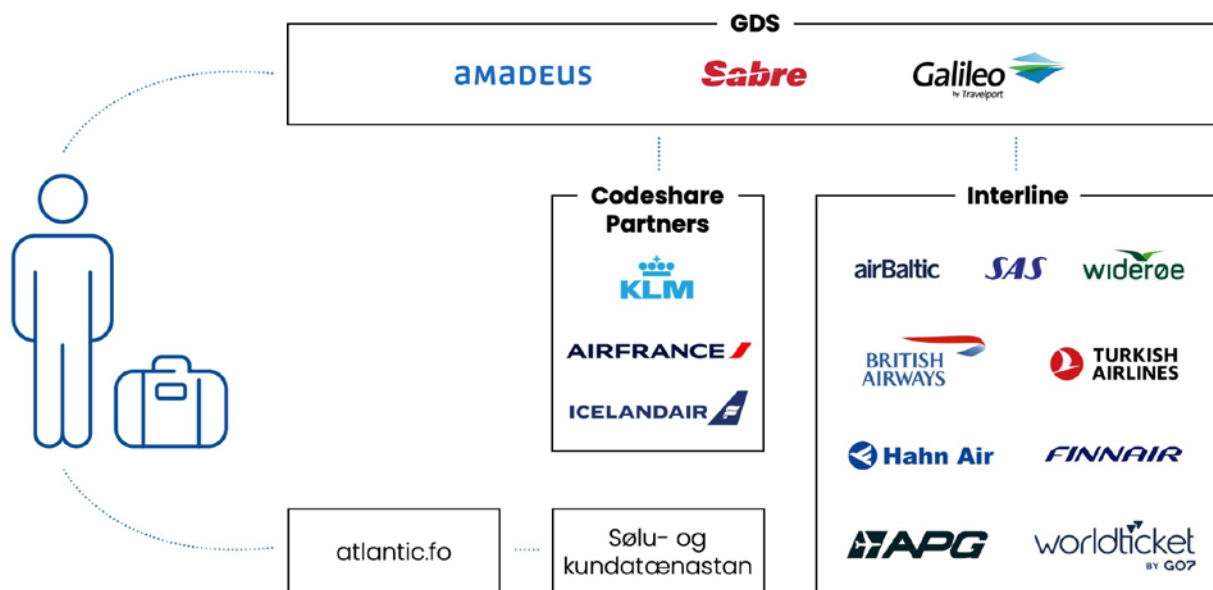 GDS
amadeus
Sabre
Galileo
by Travelport
Codeshare
Partners
KLM
AIRFRANCE
ICELANDAIR
Interline
airBaltic SAS widerøe
BRITISH
AIRWAYS
TURKISH
AIRLINES
Hahn Air FINNAIR
APG worldticket
BY GO7
atlantic.fo
Sølu- og
kundatænastan